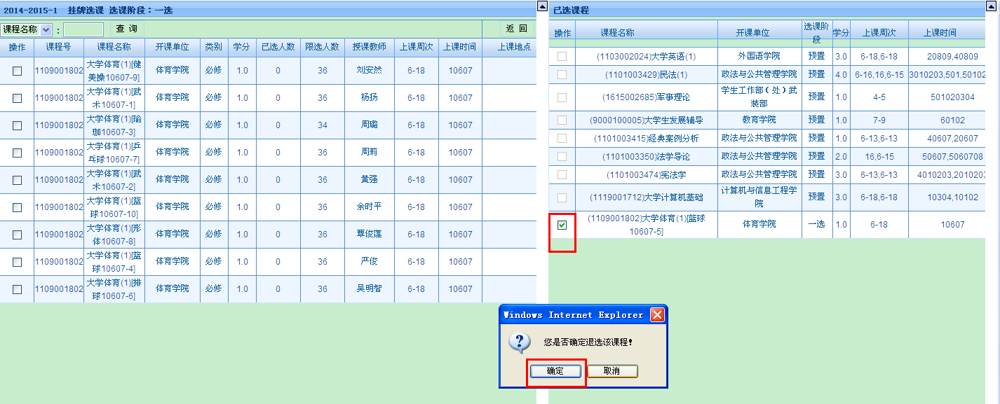 2014-2015-1 挂牌选课 选课阶段：一选
课程名称 : 查 询 返 回
操作 课程号 课程名称 开课单位 类别 学分 已选人数 限选人数 授课教师 上课周次 上课时间 上课地点
1109001802 大学体育(1)[健 体育学院 必修 1.0 0 36 刘安然 6-18 10607
美操10607-9]
1109001802 大学体育(1)[武 体育学院 必修 1.0 0 36 杨扬 6-18 10607
术10607-1]
1109001802 大学体育(1)[瑜 体育学院 必修 1.0 0 34 周璐 6-18 10607
珈10607-3]
1109001802 大学体育(1)[乒 体育学院 必修 1.0 0 36 周莉 6-18 10607
乓球10607-7]
1109001802 大学体育(1)[武 体育学院 必修 1.0 0 36 黄强 6-18 10607
术10607-2]
1109001802 大学体育(1)[篮 体育学院 必修 1.0 0 36 余时平 6-18 10607
球10607-10]
1109001802 大学体育(1)[形 体育学院 必修 1.0 0 36 覃俊莲 6-18 10607
体10607-8]
1109001802 大学体育(1)[篮 体育学院 必修 1.0 0 36 严俊 6-18 10607
球10607-4]
1109001802 大学体育(1)[排 体育学院 必修 1.0 0 36 吴明智 6-18 10607
球10607-6]
已选课程
操作 课程名称 开课单位 选课阶 学分 上课周次 上课时间
段
(1103002024)大学英语(1) 外国语学院 预置 3.0 6-18,6-18 20809,40809
(1101003429)民法(1) 政法与公共管理学院 预置 4.0 6-16,16,6-15 3010203,501,50102
(1615002685)军事理论 学生工作部（处）武 预置 1.0 4-5 501020304
装部
(9000100005)大学生发展辅导 教育学院 预置 1.0 7-9 60102
(1101003415)经典案例分析 政法与公共管理学院 预置 1.0 6-13,6-13 40607,20607
(1101003350)法学导论 政法与公共管理学院 预置 2.0 16,6-15 50607,5060708
(1101003474)宪法学 政法与公共管理学院 预置 3.0 6-13,6-13 4010203,2010203
(1119001712)大学计算机基础 计算机与信息工程学 预置 3.0 6-18,6-18 10304,10102
院
(1109001802)大学体育(1)[篮球 体育学院 一选 1.0 6-18 10607
10607-5]
Windows Internet Explorer
您是否确定退选该课程!
确定 取消